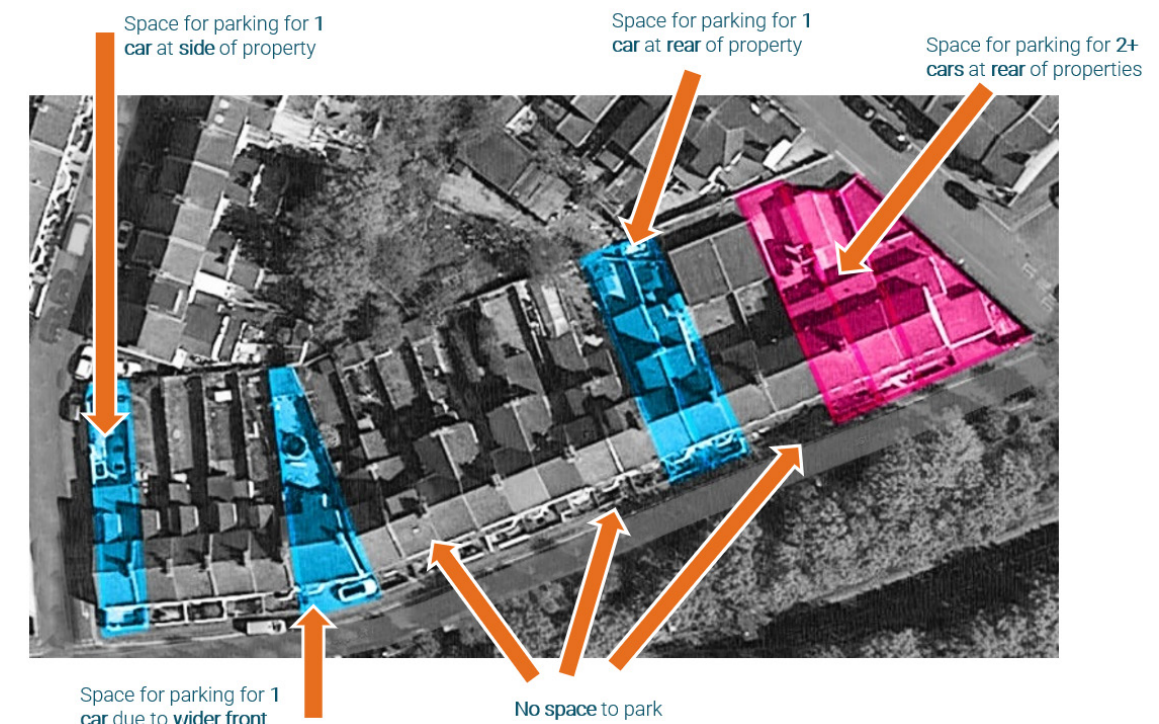 Space for parking for 1
car at side of property
Space for parking for 1
car at rear of property
Space for parking for 2+
cars at rear of properties
Space for parking for 1
car due to wider front
No space to park